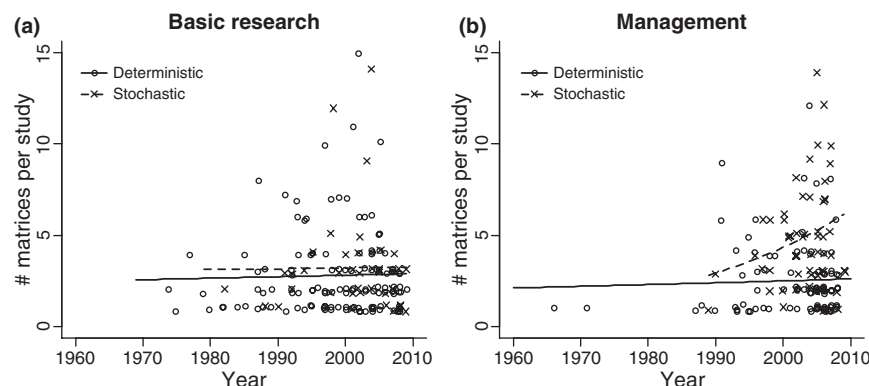 (a) Basic research
15
10
5
0
# matrices per study
Deterministic
Stochastic
1960 1970 1980 1990 2000 2010
Year
(b) Management
15
10
5
0
# matrices per study
Deterministic
Stochastic
1960 1970 1980 1990 2000 2010
Year